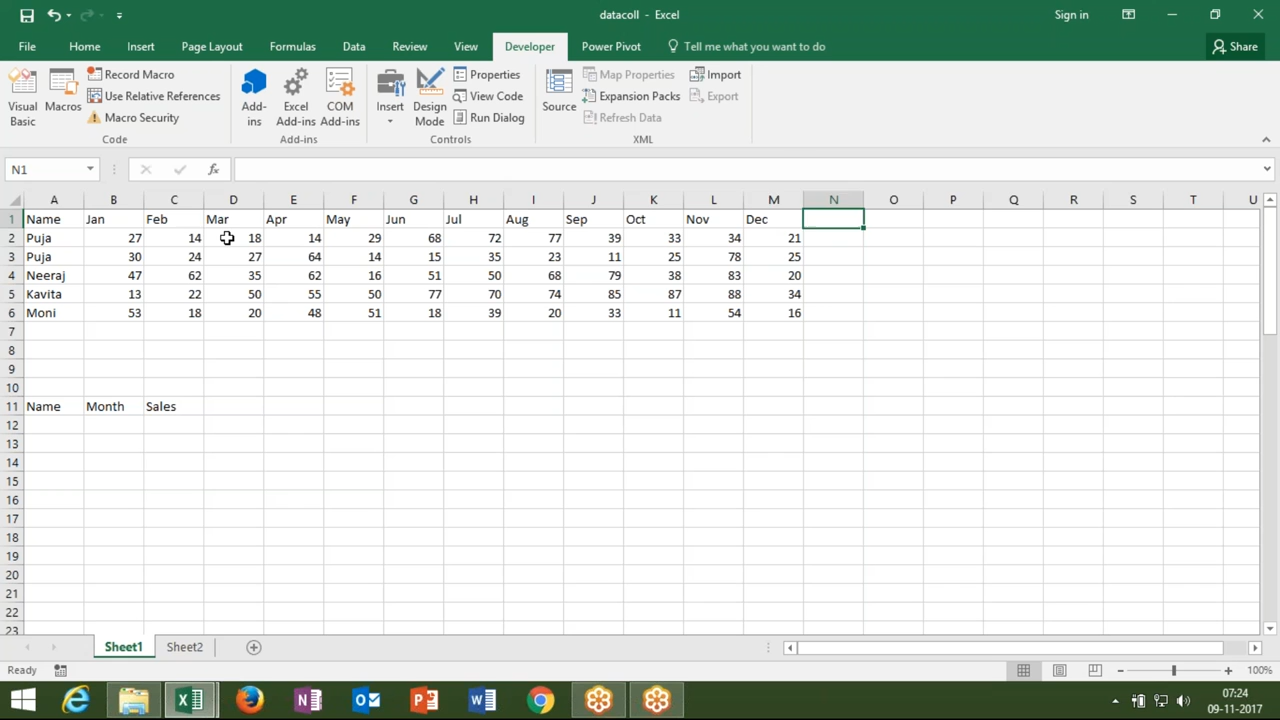 datacoll - Excel
Sign in
File Home Insert Page Layout Formulas Data Review View Developer Power Pivot Tell me what you want to do Share
Visual Basic
Macros
Record Macro
Use Relative References
Macro Security
Code
Add-ins
Excel Add-ins
COM Add-ins
Add-ins
Insert
Design Mode
Properties
View Code
Run Dialog
Controls
Source
Map Properties
Expansion Packs
Refresh Data
Import
Export
XML
N1 fx
A B C D E F G H I J K L M N O P Q R S T U
1 Name Jan Feb Mar Apr May Jun Jul Aug Sep Oct Nov Dec
2 Puja 27 14 18 14 29 68 72 77 39 33 34 21
3 Puja 30 24 27 64 14 15 35 23 11 25 78 25
4 Neeraj 47 62 35 62 16 51 50 68 79 38 83 20
5 Kavita 13 22 50 55 50 77 70 74 85 87 88 34
6 Moni 53 18 20 48 51 18 39 20 33 11 54 16
7
8
9
10
11 Name Month Sales
12
13
14
15
16
17
18
19
20
21
22
23
Sheet1 Sheet2
Ready 100%
07:24
09-11-2017